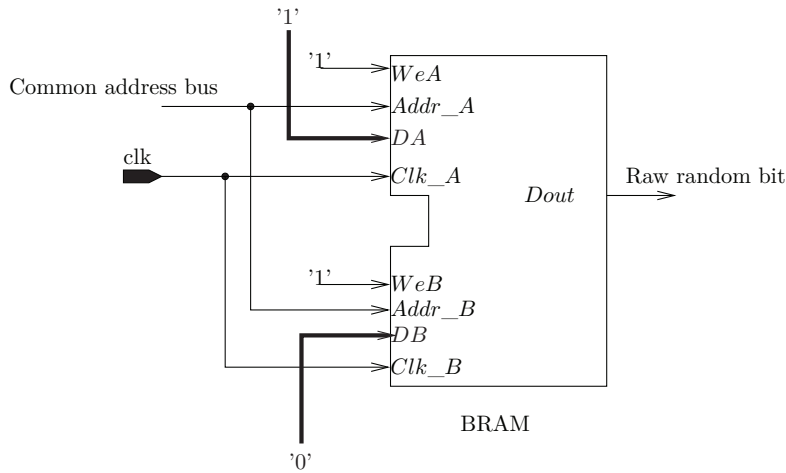 '1'
'1'
WeA
Common address bus
Addr_A
DA
clk
Clk_A
Dout
Raw random bit
'1'
WeB
Addr_B
DB
Clk_B
BRAM
'0'